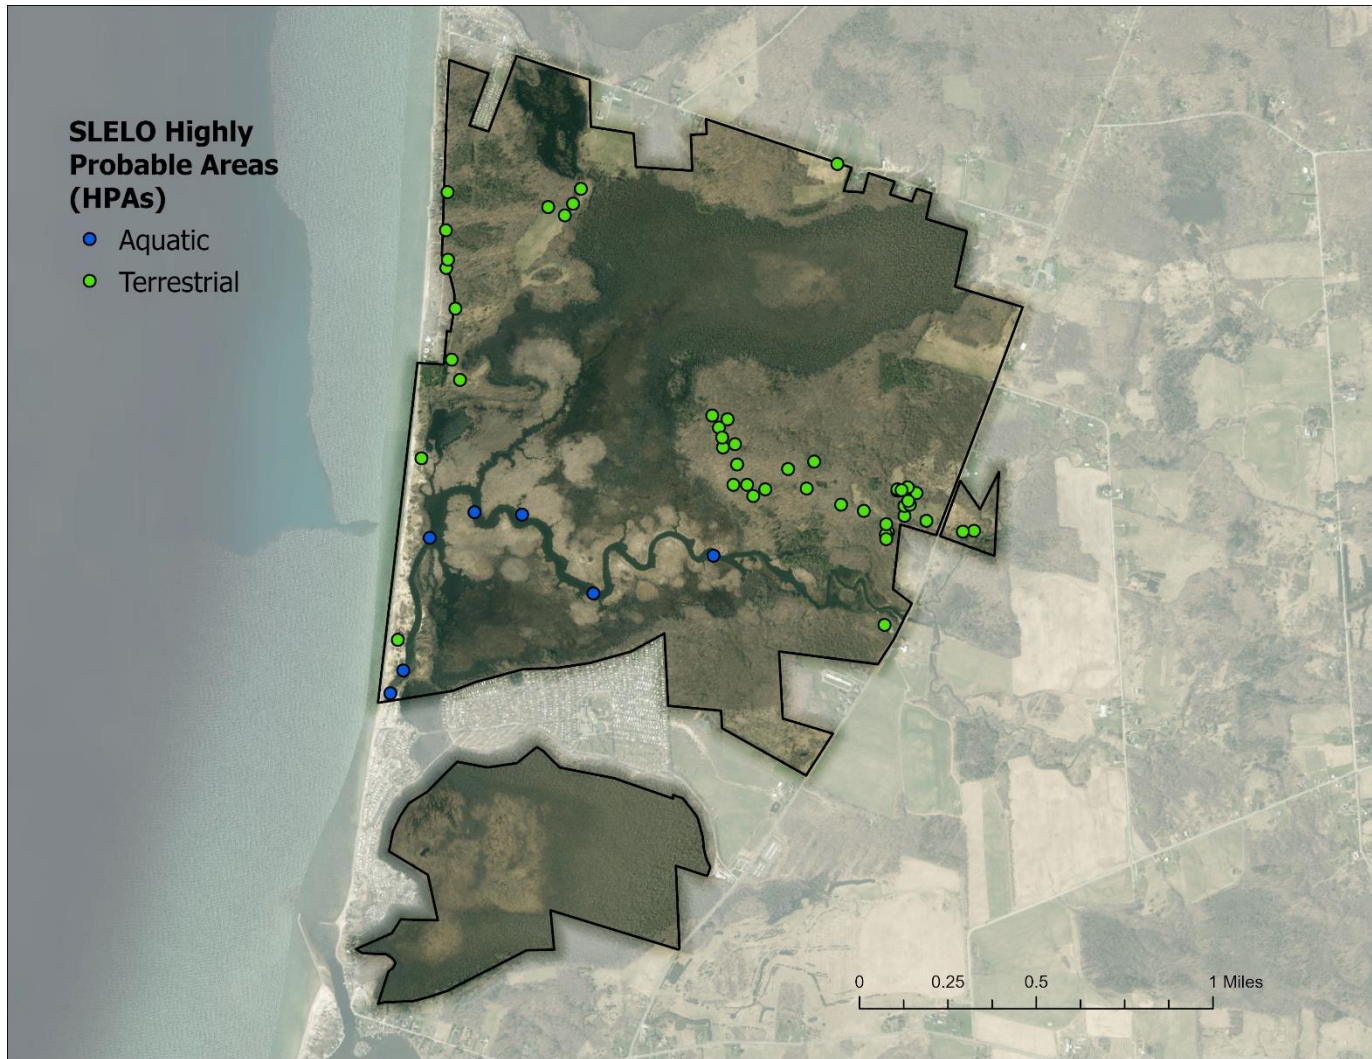 SLELO Highly
Probable Areas
(HPAs)
Aquatic
Terrestrial
0 0.25 0.5 1 Miles